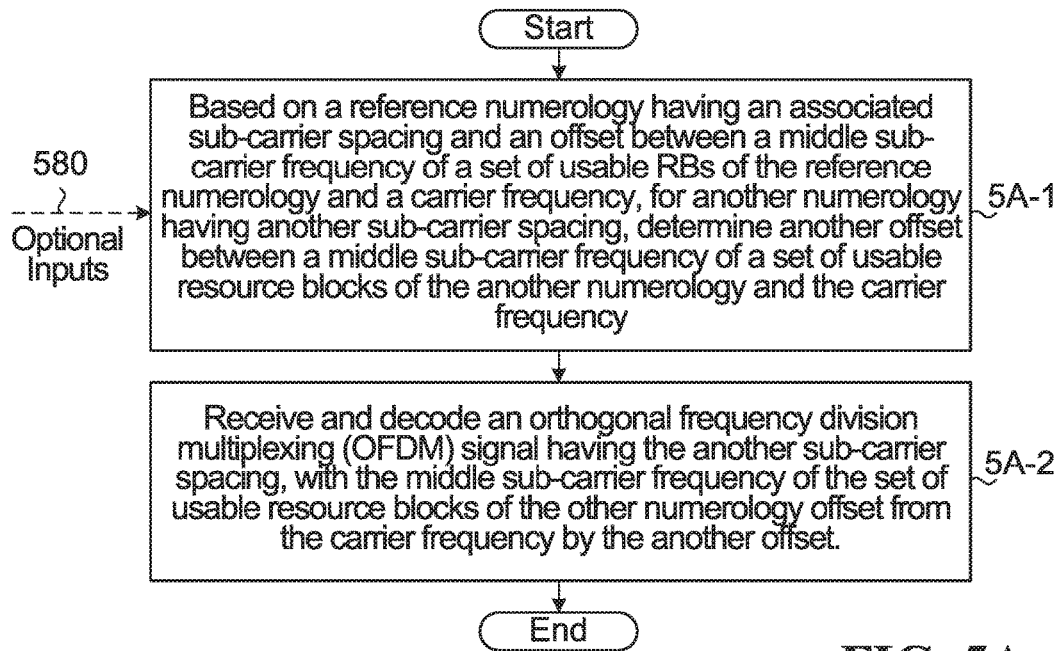 Start
Based on a reference numerology having an associated
sub-carrier spacing and an offset between a middle sub-
carrier frequency of a set of usable RBs of the reference
numerology and a carrier frequency, for another numerology
having another sub-carrier spacing, determine another offset
between a middle sub-carrier frequency of a set of usable
resource blocks of the another numerology and the carrier
frequency
580
Optional
Inputs
5A-1
Receive and decode an orthogonal frequency division
multiplexing (OFDM) signal having the another sub-carrier
spacing, with the middle sub-carrier frequency of the set of
usable resource blocks of the other numerology offset from
the carrier frequency by the another offset.
5A-2
End